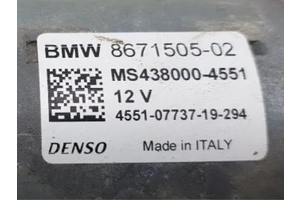 BMW 8671505-02
MS438000-4551
12 V
4551-07737-19-294
DENSO Made in ITALY